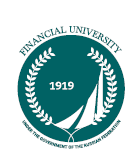 FINANCIAL UNIVERSITY
1919
UNDER THE GOVERNMENT OF THE RUSSIAN FEDERATION